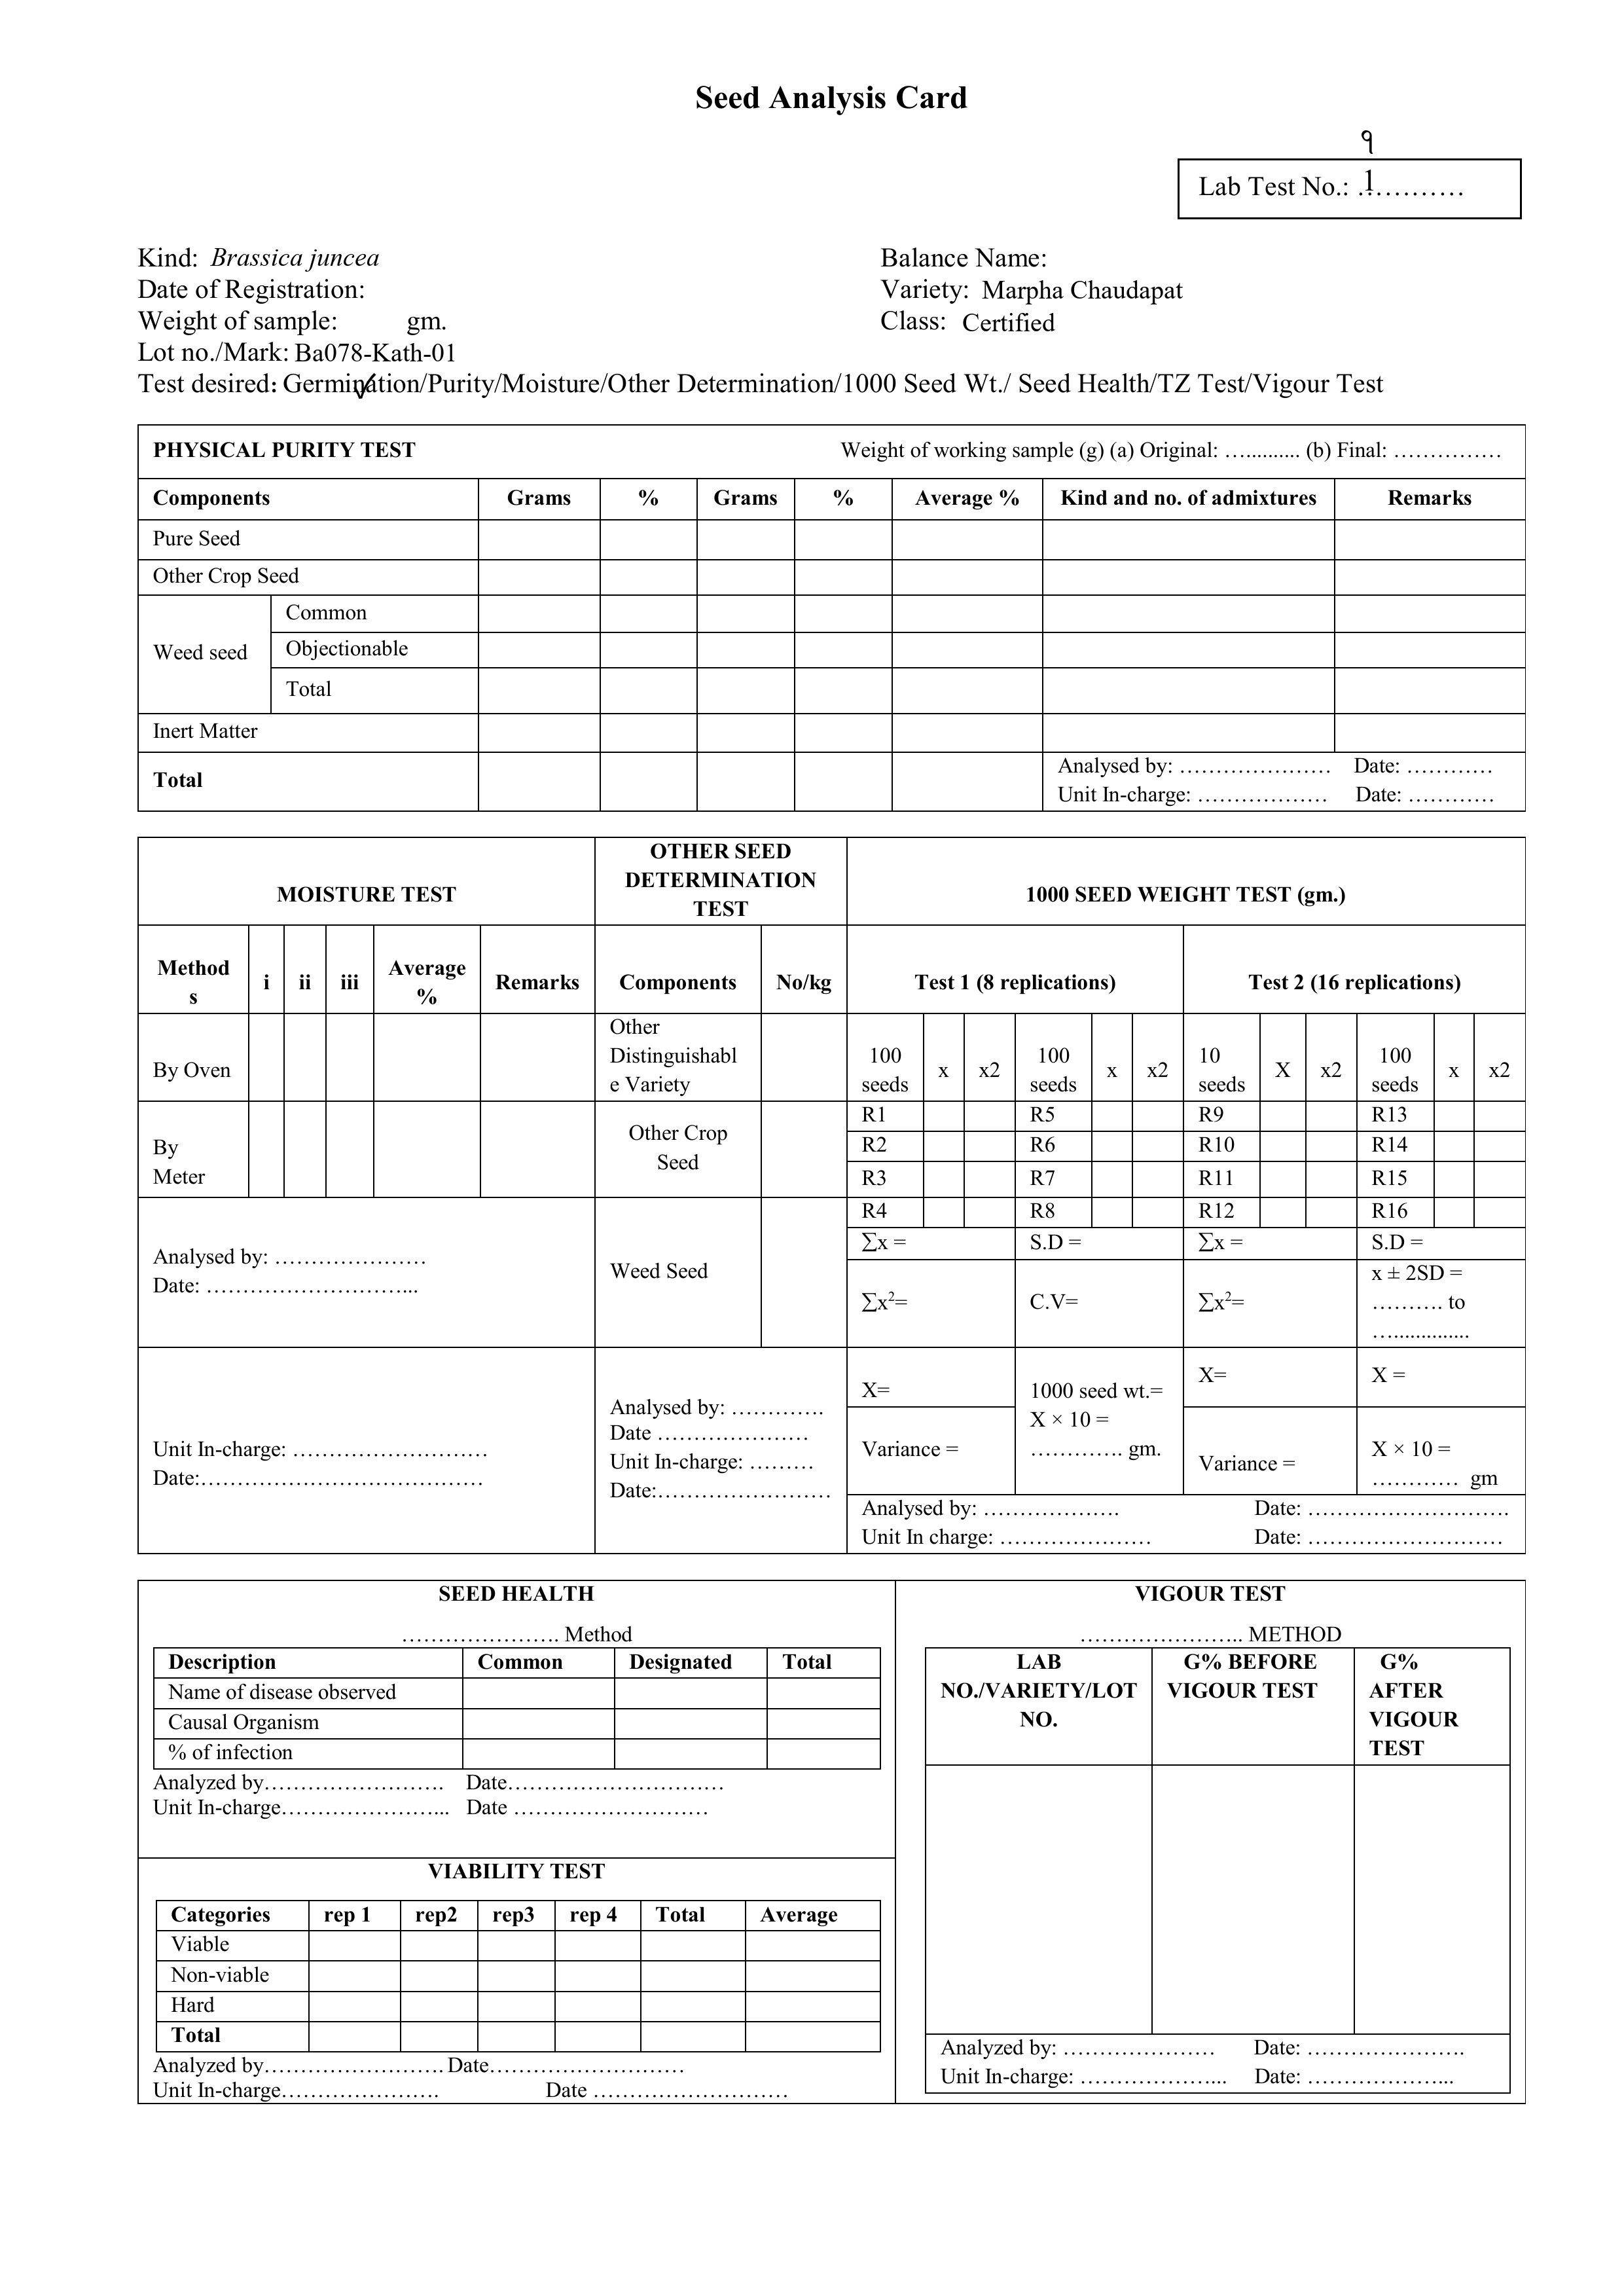 Seed Analysis Card
१
Lab Test No.: 1…………
Kind: Brassica juncea
Balance Name:
Date of Registration:
Variety: Marpha Chaudapat
Weight of sample: gm.
Class: Certified
Lot no./Mark: Ba078-Kath-01
Test desired: Germination/Purity/Moisture/Other Determination/1000 Seed Wt./ Seed Health/TZ Test/Vigour Test
PHYSICAL PURITY TEST Weight of working sample (g) (a) Original: ….......... (b) Final: ……………
Components Grams % Grams % Average % Kind and no. of admixtures Remarks
Pure Seed
Other Crop Seed
Weed seed
Common
Objectionable
Total
Inert Matter
Total
Analysed by: ………………… Date: …………
Unit In-charge: ……………… Date: …………
MOISTURE TEST
OTHER SEED
DETERMINATION
TEST
1000 SEED WEIGHT TEST (gm.)
Method
s
i ii iii
Average
%
Remarks Components No/kg Test 1 (8 replications) Test 2 (16 replications)
By Oven
Other
Distinguishabl
e Variety
100
seeds
x x2
100
seeds
x x2
10
seeds
X x2
100
seeds
x x2
By
Meter
Other Crop
Seed
R1 R5 R9 R13
R2 R6 R10 R14
R3 R7 R11 R15
R4 R8 R12 R16
Analysed by: …………………
Date: ………………………...
Weed Seed
∑x = S.D = ∑x = S.D =
∑x²= C.V= ∑x²=
x ± 2SD =
………. to
….............
Unit In-charge: ………………………
Date:…………………………………
Analysed by: ………….
Date …………………
Unit In-charge: ………
Date:……………………
X=
1000 seed wt.=
X × 10 =
…………. gm.
X= X =
Variance = Variance =
X × 10 =
………… gm
Analysed by: ………………. Date: ……………………….
Unit In charge: ………………… Date: ………………………
SEED HEALTH
…………………. Method
Description Common Designated Total
Name of disease observed
Causal Organism
% of infection
Analyzed by……………………. Date…………………………
Unit In-charge…………………... Date ………………………
VIGOUR TEST
………………….. METHOD
LAB
NO./VARIETY/LOT
NO.
G% BEFORE
VIGOUR TEST
G%
AFTER
VIGOUR
TEST
Analyzed by: ………………… Date: ………………….
Unit In-charge: ………………... Date: ………………...
VIABILITY TEST
Categories rep 1 rep2 rep3 rep 4 Total Average
Viable
Non-viable
Hard
Total
Analyzed by……………………. Date………………………
Unit In-charge…………………. Date ………………………